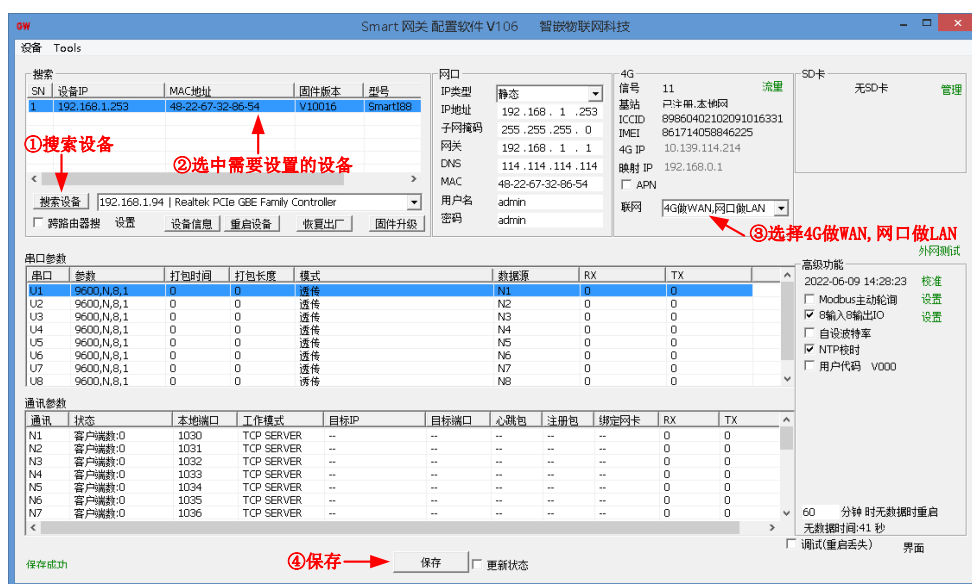 GW Smart 网关 配置软件 V106 智嵌物联网科技
设备 Tools
搜索
SN 设备IP MAC地址 固件版本 型号
1 192.168.1.253 48-22-67-32-86-54 V10016 SmartI88
①搜索设备
②选中需要设置的设备
搜索设备 192.168.1.94 | Realtek PCIe GBE Family Controller
跨路由器搜 设置 设备信息 重启设备 恢复出厂 固件升级
网口
IP类型 静态
IP地址 192.168.1.253
子网掩码 255.255.255.0
网关 192.168.1.1
DNS 114.114.114.114
MAC 48-22-67-32-86-54
用户名 admin
密码 admin
4G
信号 11 流量
基站 已注册.本地网
ICCID 89860402102091016331
IMEI 861714058846225
4G IP 10.139.114.214
映射 IP 192.168.0.1
APN
联网 4G做WAN,网口做LAN
③选择4G做WAN,网口做LAN
SD卡
无SD卡 管理
外网测试
串口参数
串口 参数 打包时间 打包长度 模式 数据源 RX TX
U1 9600,N,8,1 0 0 透传 N1 0 0
U2 9600,N,8,1 0 0 透传 N2 0 0
U3 9600,N,8,1 0 0 透传 N3 0 0
U4 9600,N,8,1 0 0 透传 N4 0 0
U5 9600,N,8,1 0 0 透传 N5 0 0
U6 9600,N,8,1 0 0 透传 N6 0 0
U7 9600,N,8,1 0 0 透传 N7 0 0
U8 9600,N,8,1 0 0 透传 N8 0 0
高级功能
2022-06-09 14:28:23 校准
Modbus主动轮询 设置
8输入8输出IO 设置
自设波特率
NTP校时
用户代码 V000
通讯参数
通讯 状态 本地端口 工作模式 目标IP 目标端口 心跳包 注册包 绑定网卡 RX TX
N1 客户端数:0 1030 TCP SERVER -- -- -- -- -- 0 0
N2 客户端数:0 1031 TCP SERVER -- -- -- -- -- 0 0
N3 客户端数:0 1032 TCP SERVER -- -- -- -- -- 0 0
N4 客户端数:0 1033 TCP SERVER -- -- -- -- -- 0 0
N5 客户端数:0 1034 TCP SERVER -- -- -- -- -- 0 0
N6 客户端数:0 1035 TCP SERVER -- -- -- -- -- 0 0
N7 客户端数:0 1036 TCP SERVER -- -- -- -- -- 0 0
60 分钟 时无数据时重启
无数据时间:41 秒
调试(重启丢失) 界面
保存成功 ④保存 保存 更新状态